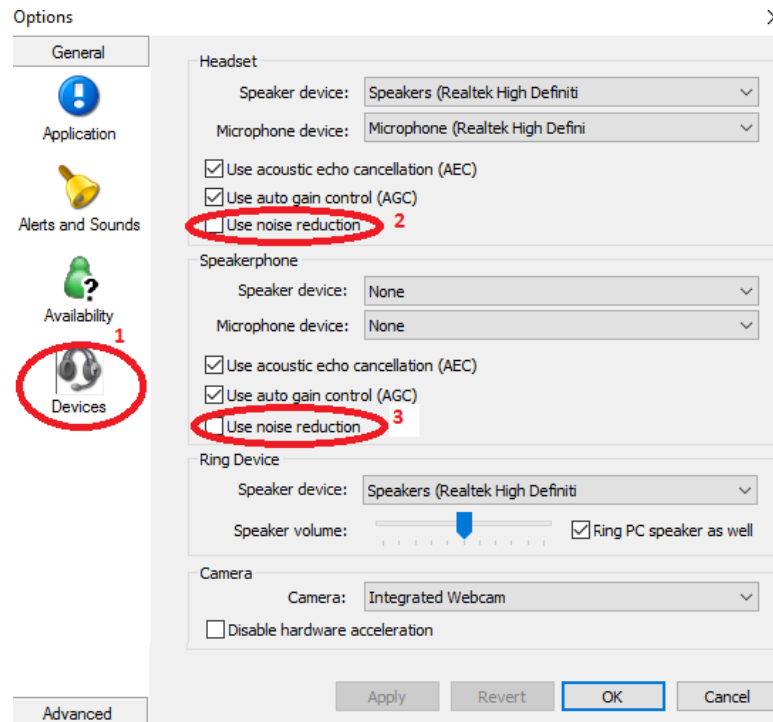 Options
General
Application
Alerts and Sounds
Availability
1
Devices
Advanced
Headset
Speaker device: Speakers (Realtek High Definiti
Microphone device: Microphone (Realtek High Defini
Use acoustic echo cancellation (AEC)
Use auto gain control (AGC)
Use noise reduction 2
Speakerphone
Speaker device: None
Microphone device: None
Use acoustic echo cancellation (AEC)
Use auto gain control (AGC)
Use noise reduction 3
Ring Device
Speaker device: Speakers (Realtek High Definiti
Speaker volume: Ring PC speaker as well
Camera
Camera: Integrated Webcam
Disable hardware acceleration
Apply Revert OK Cancel